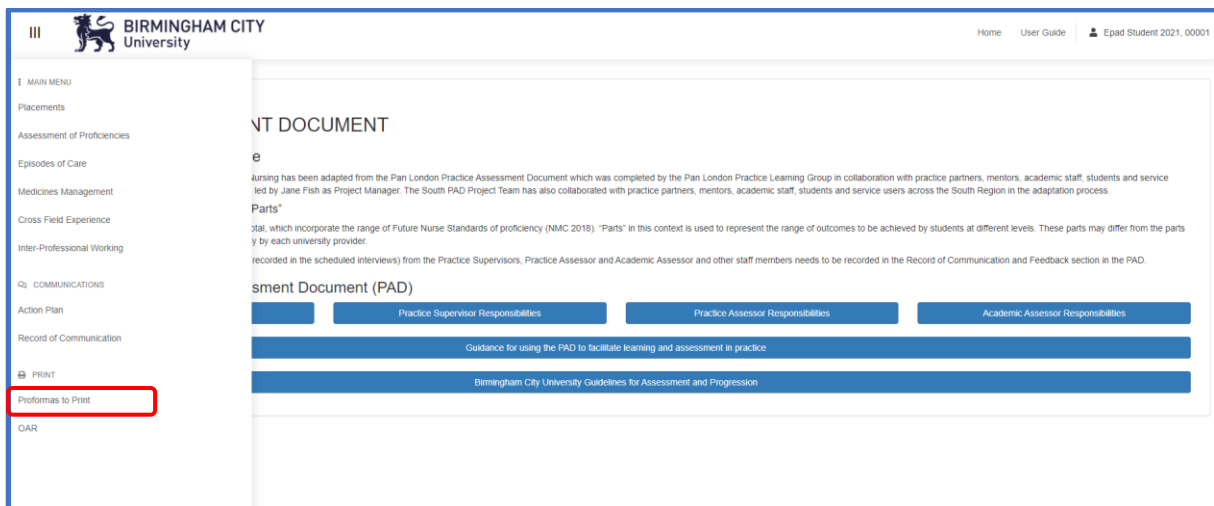 BIRMINGHAM CITY
University
Home User Guide Epad Student 2021, 00001
MAIN MENU
Placements
Assessment of Proficiencies
Episodes of Care
Medicines Management
Cross Field Experience
Inter-Professional Working
COMMUNICATIONS
Action Plan
Record of Communication
PRINT
Proformas to Print
OAR
NT DOCUMENT
e
Nursing has been adapted from the Pan London Practice Assessment Document which was completed by the Pan London Practice Learning Group in collaboration with practice partners, mentors, academic staff, students and service
led by Jane Fish as Project Manager. The South PAD Project Team has also collaborated with practice partners, mentors, academic staff, students and service users across the South Region in the adaptation process.
Parts"
otal, which incorporate the range of Future Nurse Standards of proficiency (NMC 2018). "Parts" in this context is used to represent the range of outcomes to be achieved by students at different levels. These parts may differ from the parts
y by each university provider.
recorded in the scheduled interviews) from the Practice Supervisors, Practice Assessor and Academic Assessor and other staff members needs to be recorded in the Record of Communication and Feedback section in the PAD.
sment Document (PAD)
Practice Supervisor Responsibilities Practice Assessor Responsibilities Academic Assessor Responsibilities
Guidance for using the PAD to facilitate learning and assessment in practice
Birmingham City University Guidelines for Assessment and Progression